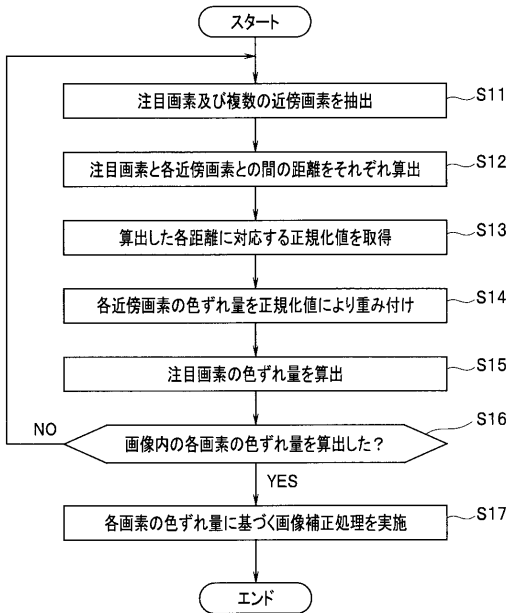 スタート
注目画素及び複数の近傍画素を抽出
S11
注目画素と各近傍画素との間の距離をそれぞれ算出
S12
算出した各距離に対応する正規化値を取得
S13
各近傍画素の色ずれ量を正規化値により重み付け
S14
注目画素の色ずれ量を算出
S15
画像内の各画素の色ずれ量を算出した?
S16
NO
YES
各画素の色ずれ量に基づく画像補正処理を実施
S17
エンド